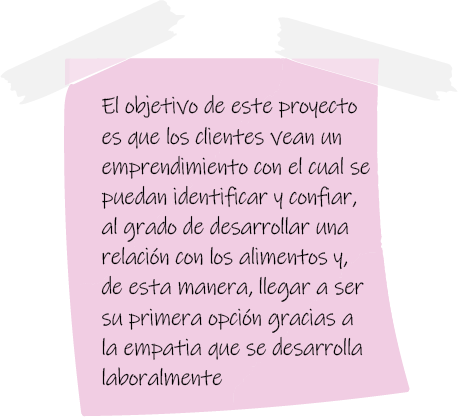 El objetivo de este proyecto
es que los clientes vean un
emprendimiento con el cual se
puedan identificar y confiar,
al grado de desarrollar una
relación con los alimentos y,
de esta manera, llegar a ser
su primera opción gracias a
la empatia que se desarrolla
laboralmente